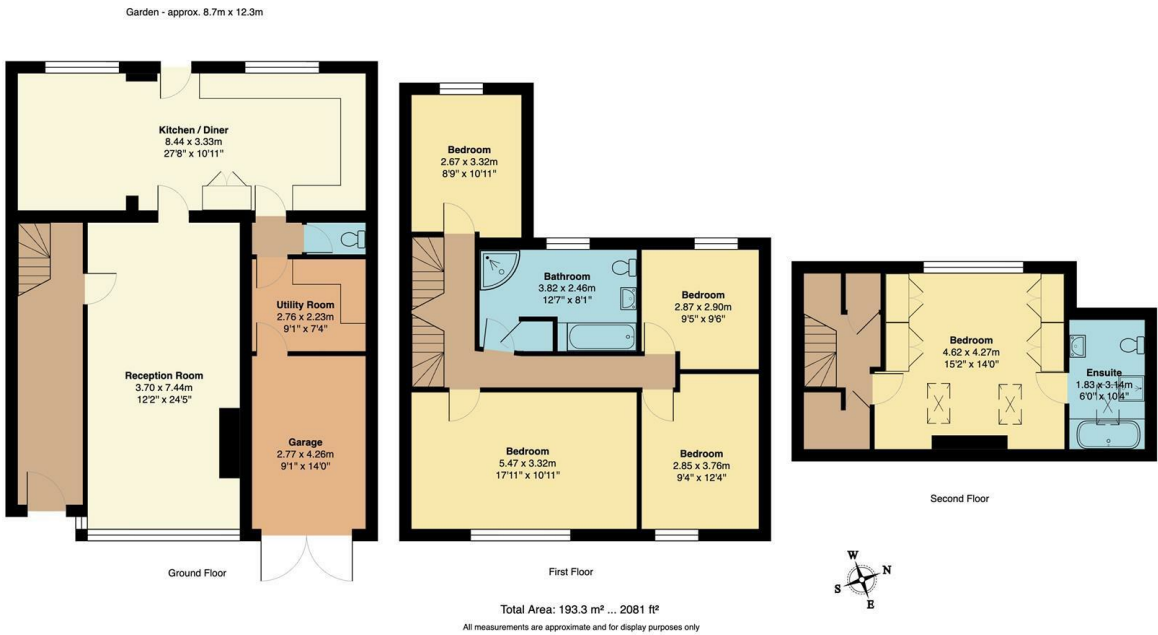 Garden - approx. 8.7m x 12.3m
Kitchen / Diner
8.44 x 3.33m
27'8" x 10'11"
Utility Room
2.76 x 2.23m
9'1" x 7'4"
Reception Room
3.70 x 7.44m
12'2" x 24'5"
Garage
2.77 x 4.26m
9'1" x 14'0"
Ground Floor
Bedroom
2.67 x 3.32m
8'9" x 10'11"
Bathroom
3.82 x 2.46m
12'7" x 8'1"
Bedroom
2.87 x 2.90m
9'5" x 9'6"
Bedroom
5.47 x 3.32m
17'11" x 10'11"
Bedroom
2.85 x 3.76m
9'4" x 12'4"
First Floor
Bedroom
4.62 x 4.27m
15'2" x 14'0"
Ensuite
1.83 x 3.14m
6'0" x 10'4"
Second Floor
W
N
S
E
Total Area: 193.3 m² ... 2081 ft²
All measurements are approximate and for display purposes only